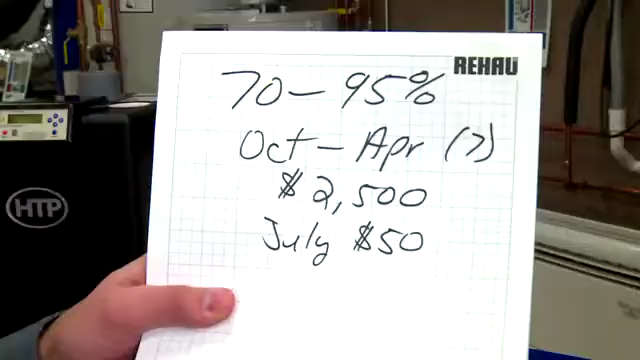 REHAU
70 – 95%
Oct – Apr (7)
$2,500
July $50
HTP